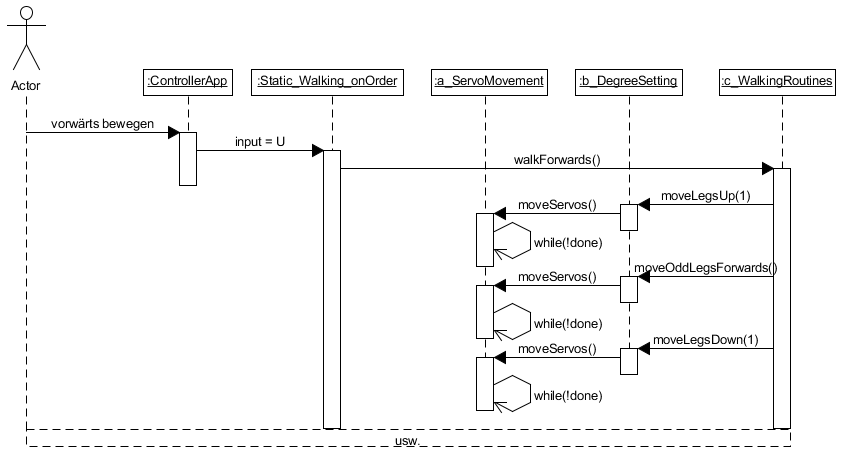 Actor
:ControllerApp
:Static_Walking_onOrder
:a_ServoMovement
:b_DegreeSetting
:c_WalkingRoutines
vorwärts bewegen
input = U
walkForwards()
moveLegsUp(1)
moveServos()
while(!done)
moveOddLegsForwards()
moveServos()
while(!done)
moveLegsDown(1)
moveServos()
while(!done)
usw.